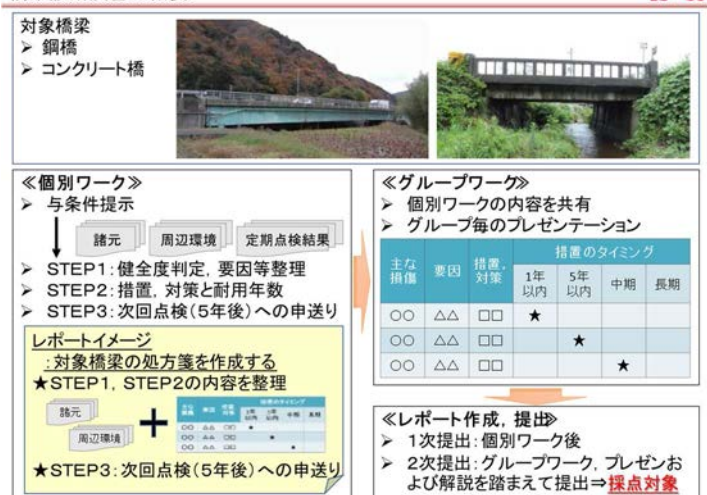 対象橋梁
➢ 鋼橋
➢ コンクリート橋
≪個別ワーク≫
➢ 与条件提示
諸元 周辺環境 定期点検結果
➢ STEP1:健全度判定,要因等整理
➢ STEP2:措置,対策と耐用年数
➢ STEP3:次回点検(5年後)への申送り
レポートイメージ
:対象橋梁の処方箋を作成する
★STEP1,STEP2の内容を整理
諸元
周辺環境
+
★STEP3:次回点検(5年後)への申送り
≪グループワーク≫
➢ 個別ワークの内容を共有
➢ グループ毎のプレゼンテーション
主な損傷 要因 措置,対策 措置のタイミング
1年以内 5年以内 中期 長期
○○ △△ □□ ★
○○ △△ □□ ★
○○ △△ □□ ★
≪レポート作成,提出≫
➢ 1次提出:個別ワーク後
➢ 2次提出:グループワーク,プレゼンお
よび解説を踏まえて提出⇒採点対象